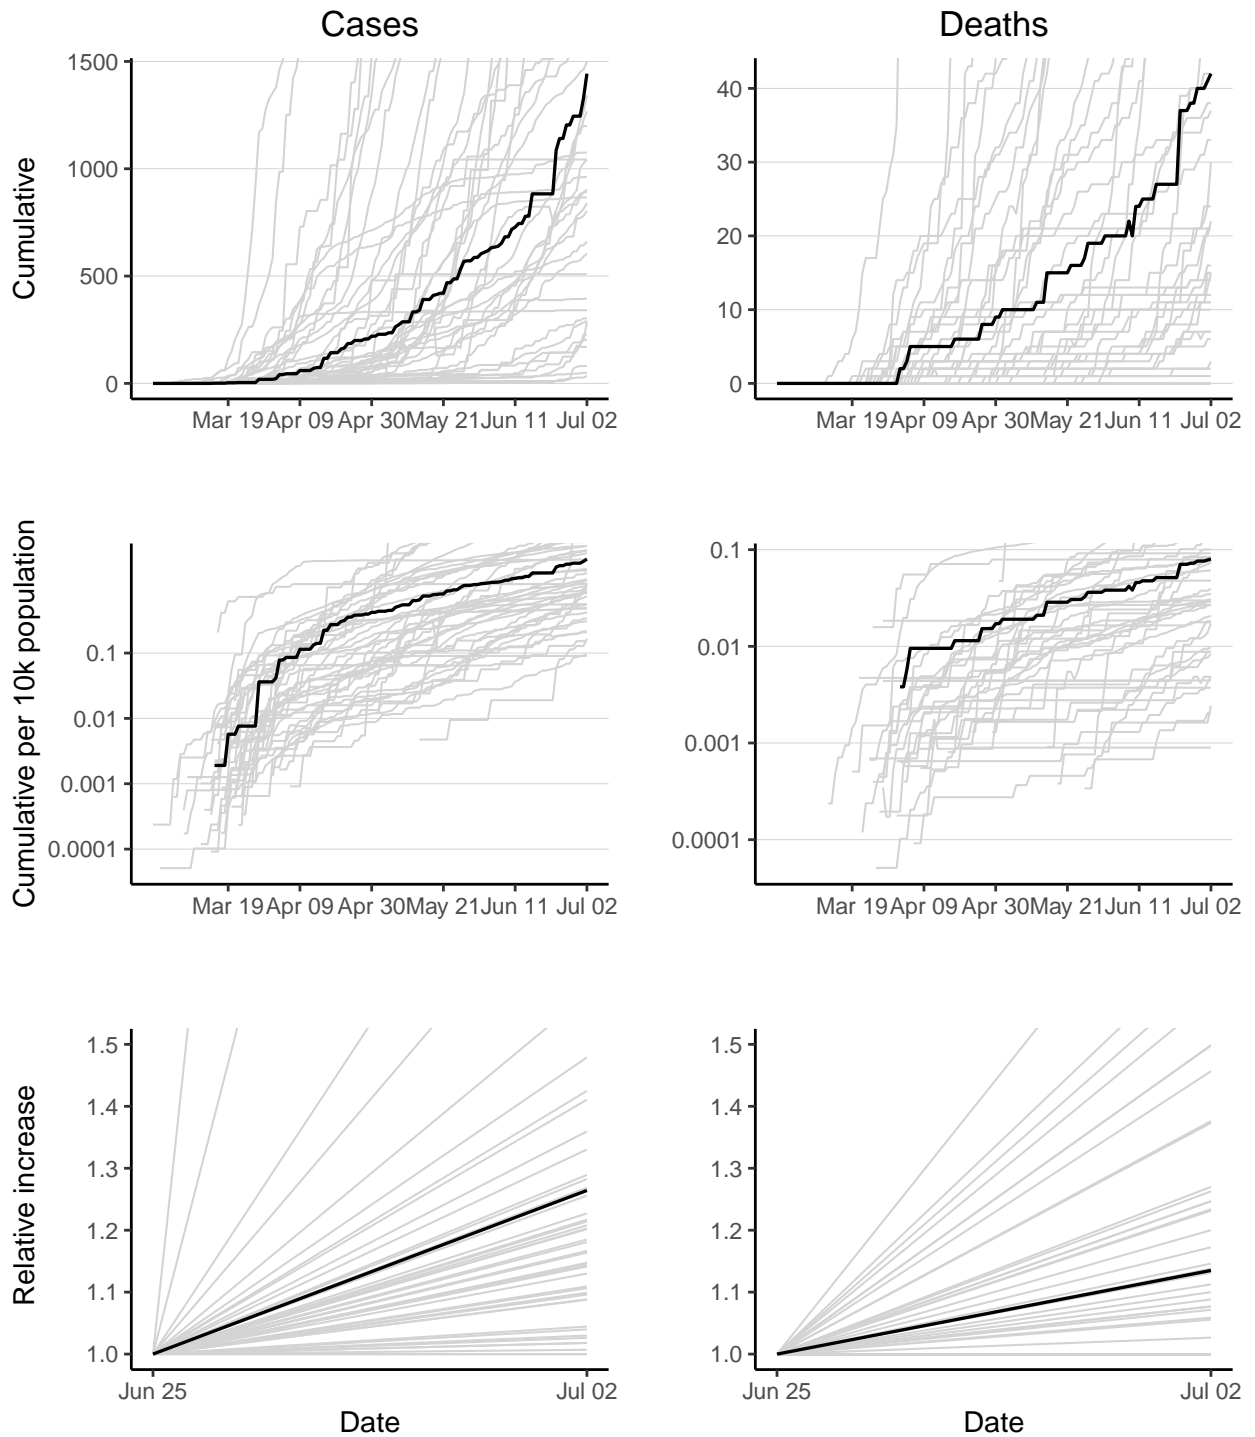 Cases
Deaths
Cumulative
1500
1000
500
0
Mar 19 Apr 09 Apr 30 May 21 Jun 11 Jul 02
40
30
20
10
0
Mar 19 Apr 09 Apr 30 May 21 Jun 11 Jul 02
Cumulative per 10k population
0.1
0.01
0.001
0.0001
Mar 19 Apr 09 Apr 30 May 21 Jun 11 Jul 02
0.1
0.01
0.001
0.0001
Mar 19 Apr 09 Apr 30 May 21 Jun 11 Jul 02
Relative increase
1.5
1.4
1.3
1.2
1.1
1.0
Jun 25 Jul 02
Date
1.5
1.4
1.3
1.2
1.1
1.0
Jun 25 Jul 02
Date